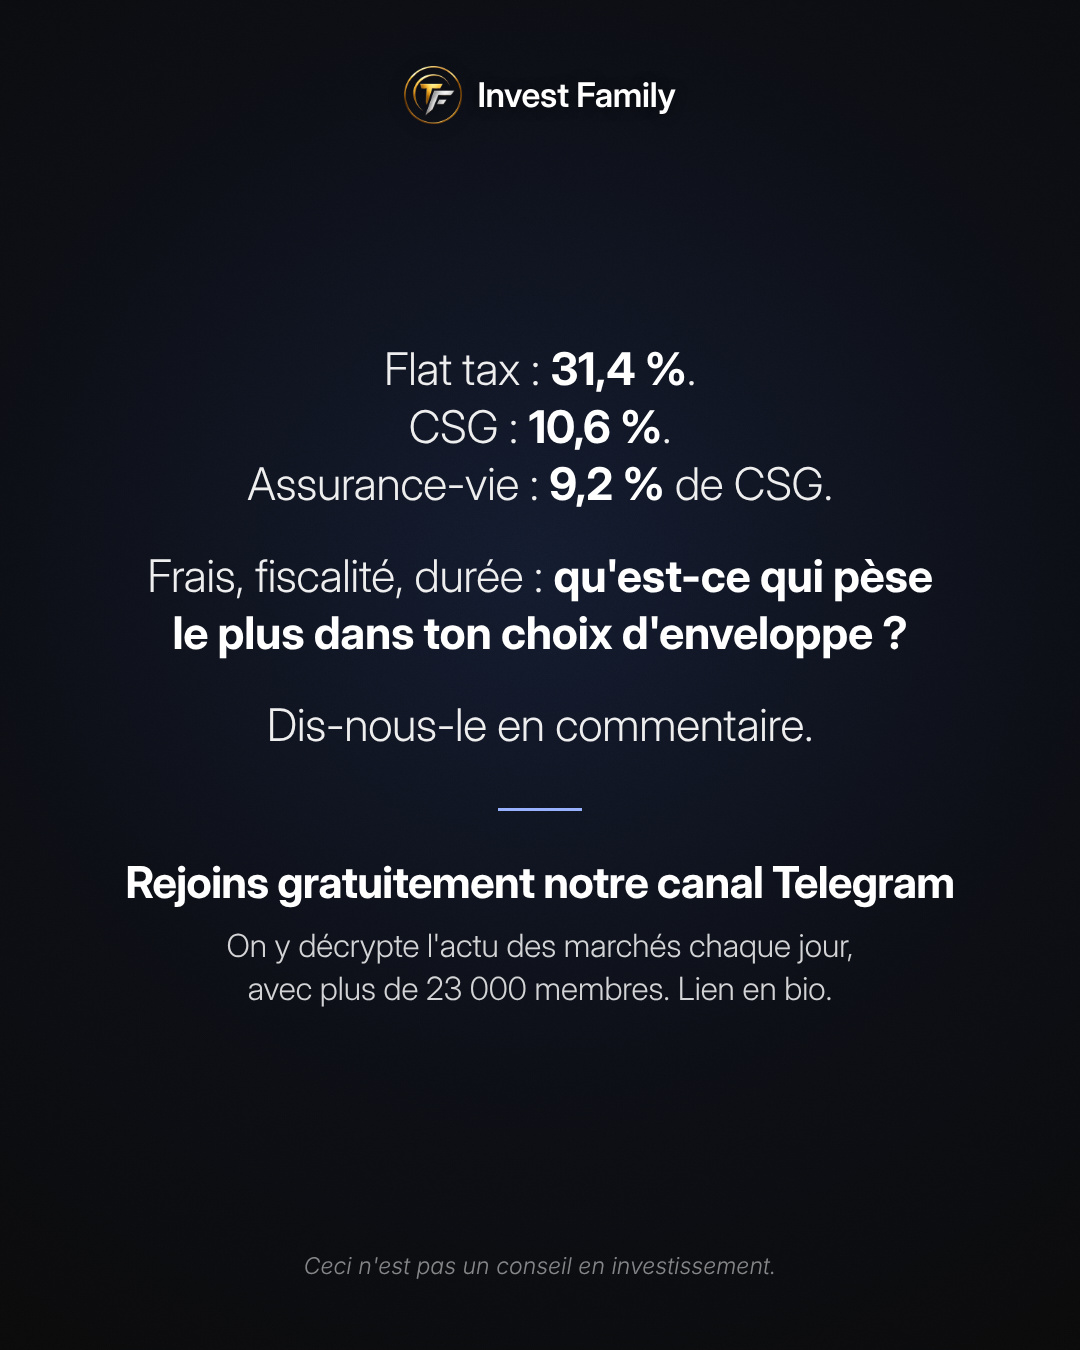 TF Invest Family
Flat tax : 31,4 %.
CSG : 10,6 %.
Assurance-vie : 9,2 % de CSG.
Frais, fiscalité, durée : qu'est-ce qui pèse
le plus dans ton choix d'enveloppe ?
Dis-nous-le en commentaire.
Rejoins gratuitement notre canal Telegram
On y décrypte l'actu des marchés chaque jour,
avec plus de 23 000 membres. Lien en bio.
Ceci n'est pas un conseil en investissement.